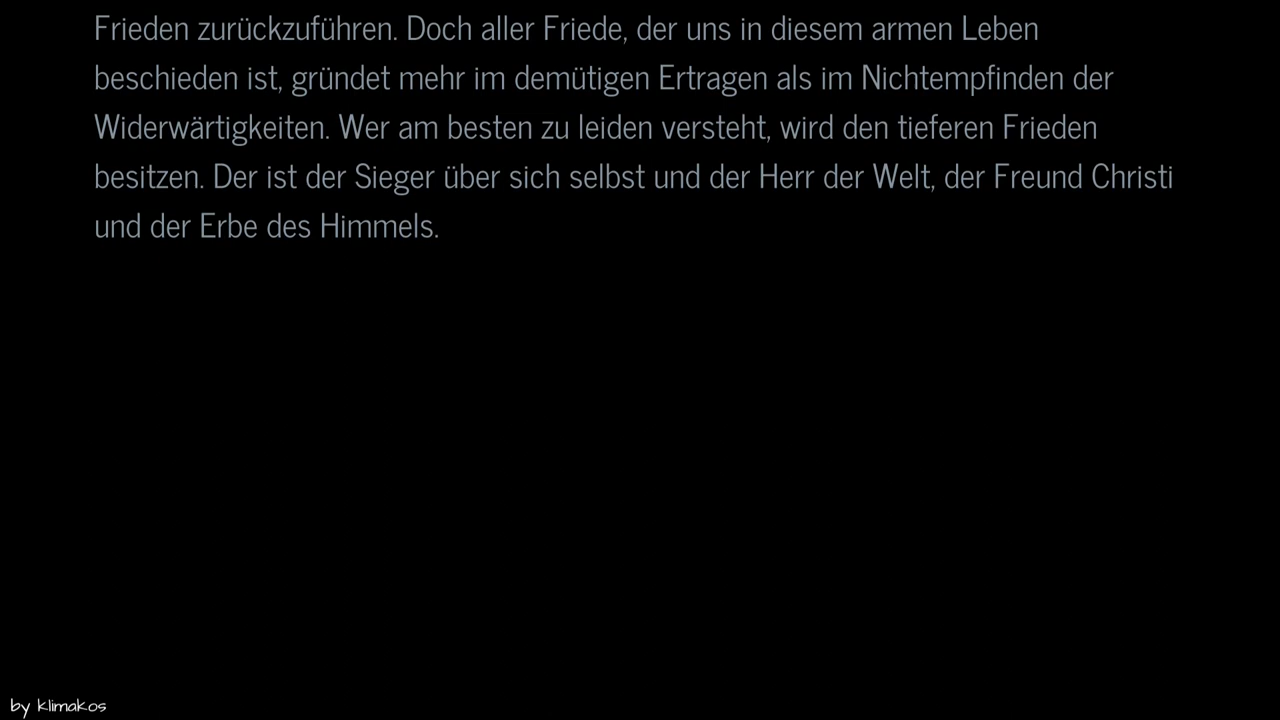 Frieden zurückzuführen. Doch aller Friede, der uns in diesem armen Leben
beschieden ist, gründet mehr im demütigen Ertragen als im Nichtempfinden der
Widerwärtigkeiten. Wer am besten zu leiden versteht, wird den tieferen Frieden
besitzen. Der ist der Sieger über sich selbst und der Herr der Welt, der Freund Christi
und der Erbe des Himmels.
by klimakos